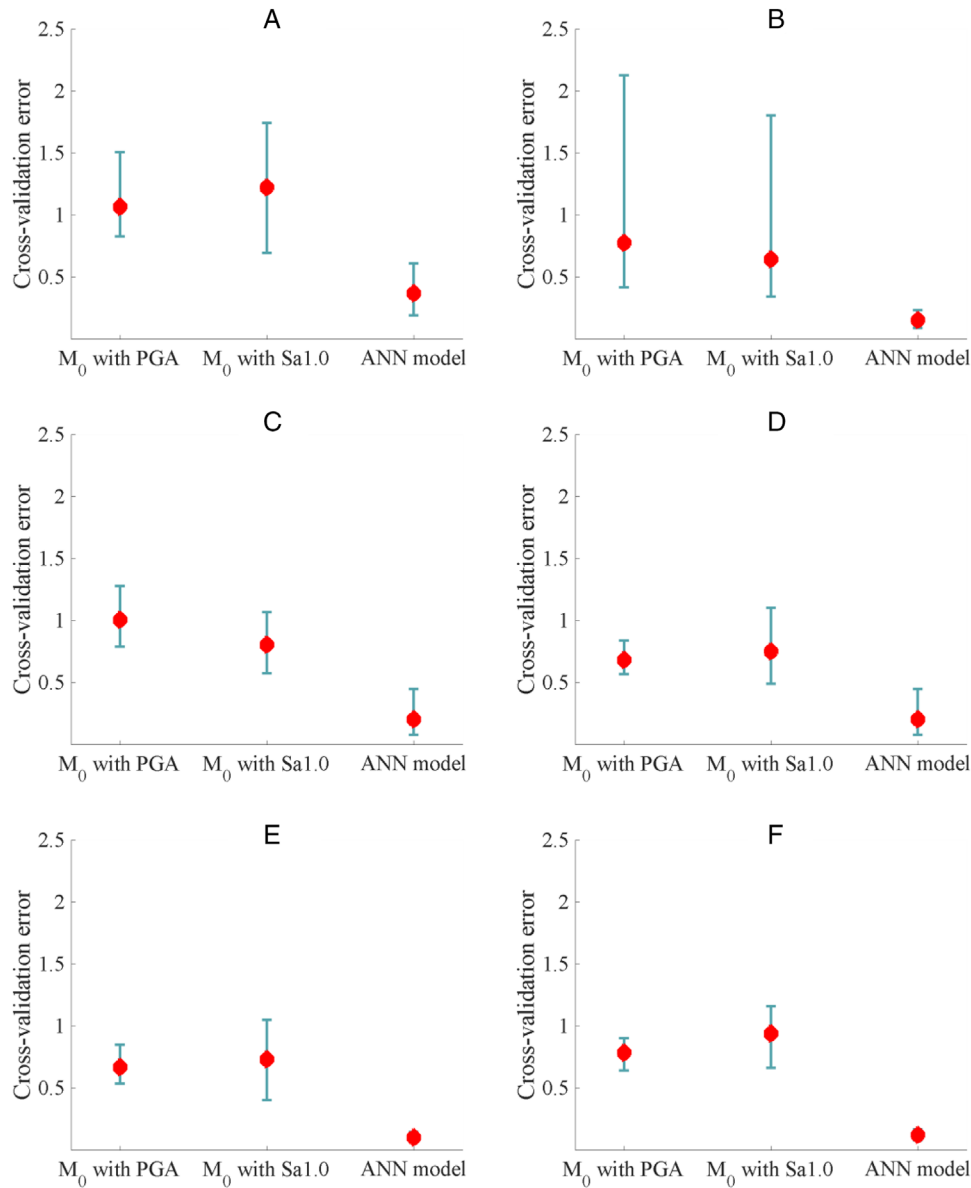 A
Cross-validation error
2.5
2
1.5
1
0.5
M0 with PGA
M0 with Sa1.0
ANN model
B
Cross-validation error
2.5
2
1.5
1
0.5
M0 with PGA
M0 with Sa1.0
ANN model
C
Cross-validation error
2.5
2
1.5
1
0.5
M0 with PGA
M0 with Sa1.0
ANN model
D
Cross-validation error
2.5
2
1.5
1
0.5
M0 with PGA
M0 with Sa1.0
ANN model
E
Cross-validation error
2.5
2
1.5
1
0.5
M0 with PGA
M0 with Sa1.0
ANN model
F
Cross-validation error
2.5
2
1.5
1
0.5
M0 with PGA
M0 with Sa1.0
ANN model